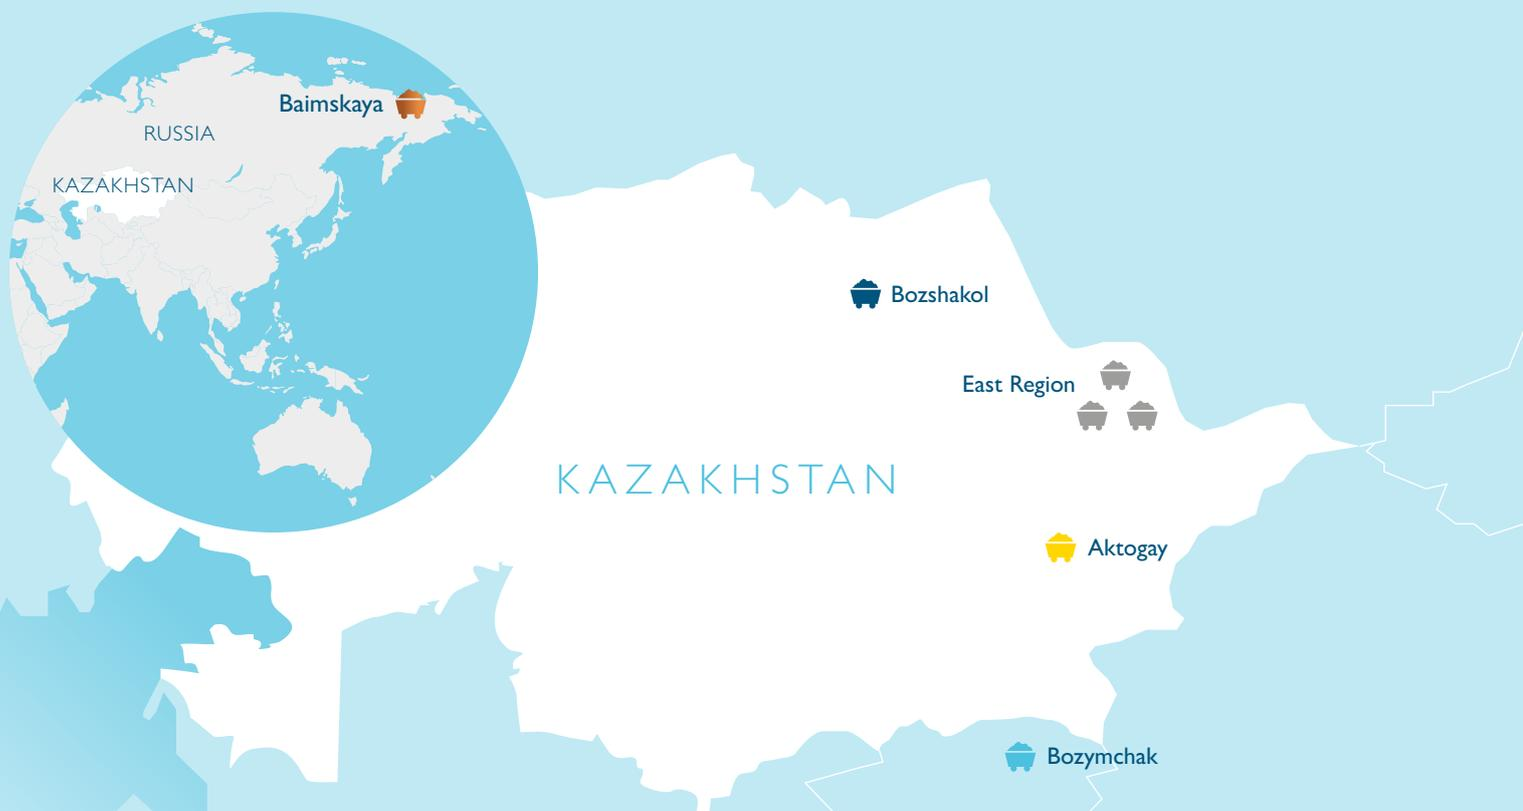 Baimskaya
RUSSIA
KAZAKHSTAN
Bozshakol
East Region
KAZAKHSTAN
Aktogay
Bozymchak